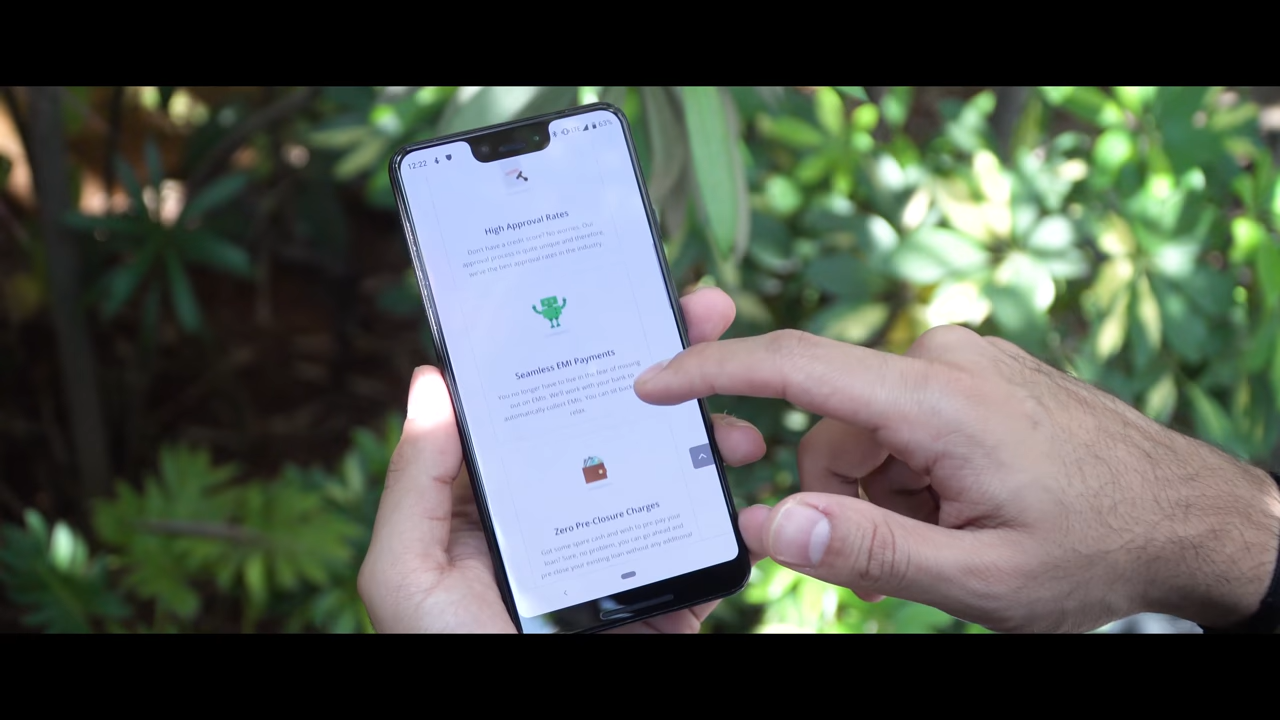 12:22
LTE 63%
High Approval Rates
Don't have a credit score? No worries. Our
approval process is quite unique and therefore,
we've the best approval rates in the industry.
Seamless EMI Payments
You no longer have to live in the fear of missing
out on EMIs. We'll work with your bank to
automatically collect EMIs. You can sit back
relax.
Zero Pre-Closure Charges
Got some spare cash and wish to pre-pay your
loan? Sure, no problem, you can go ahead and
pre close your existing loan without any additional